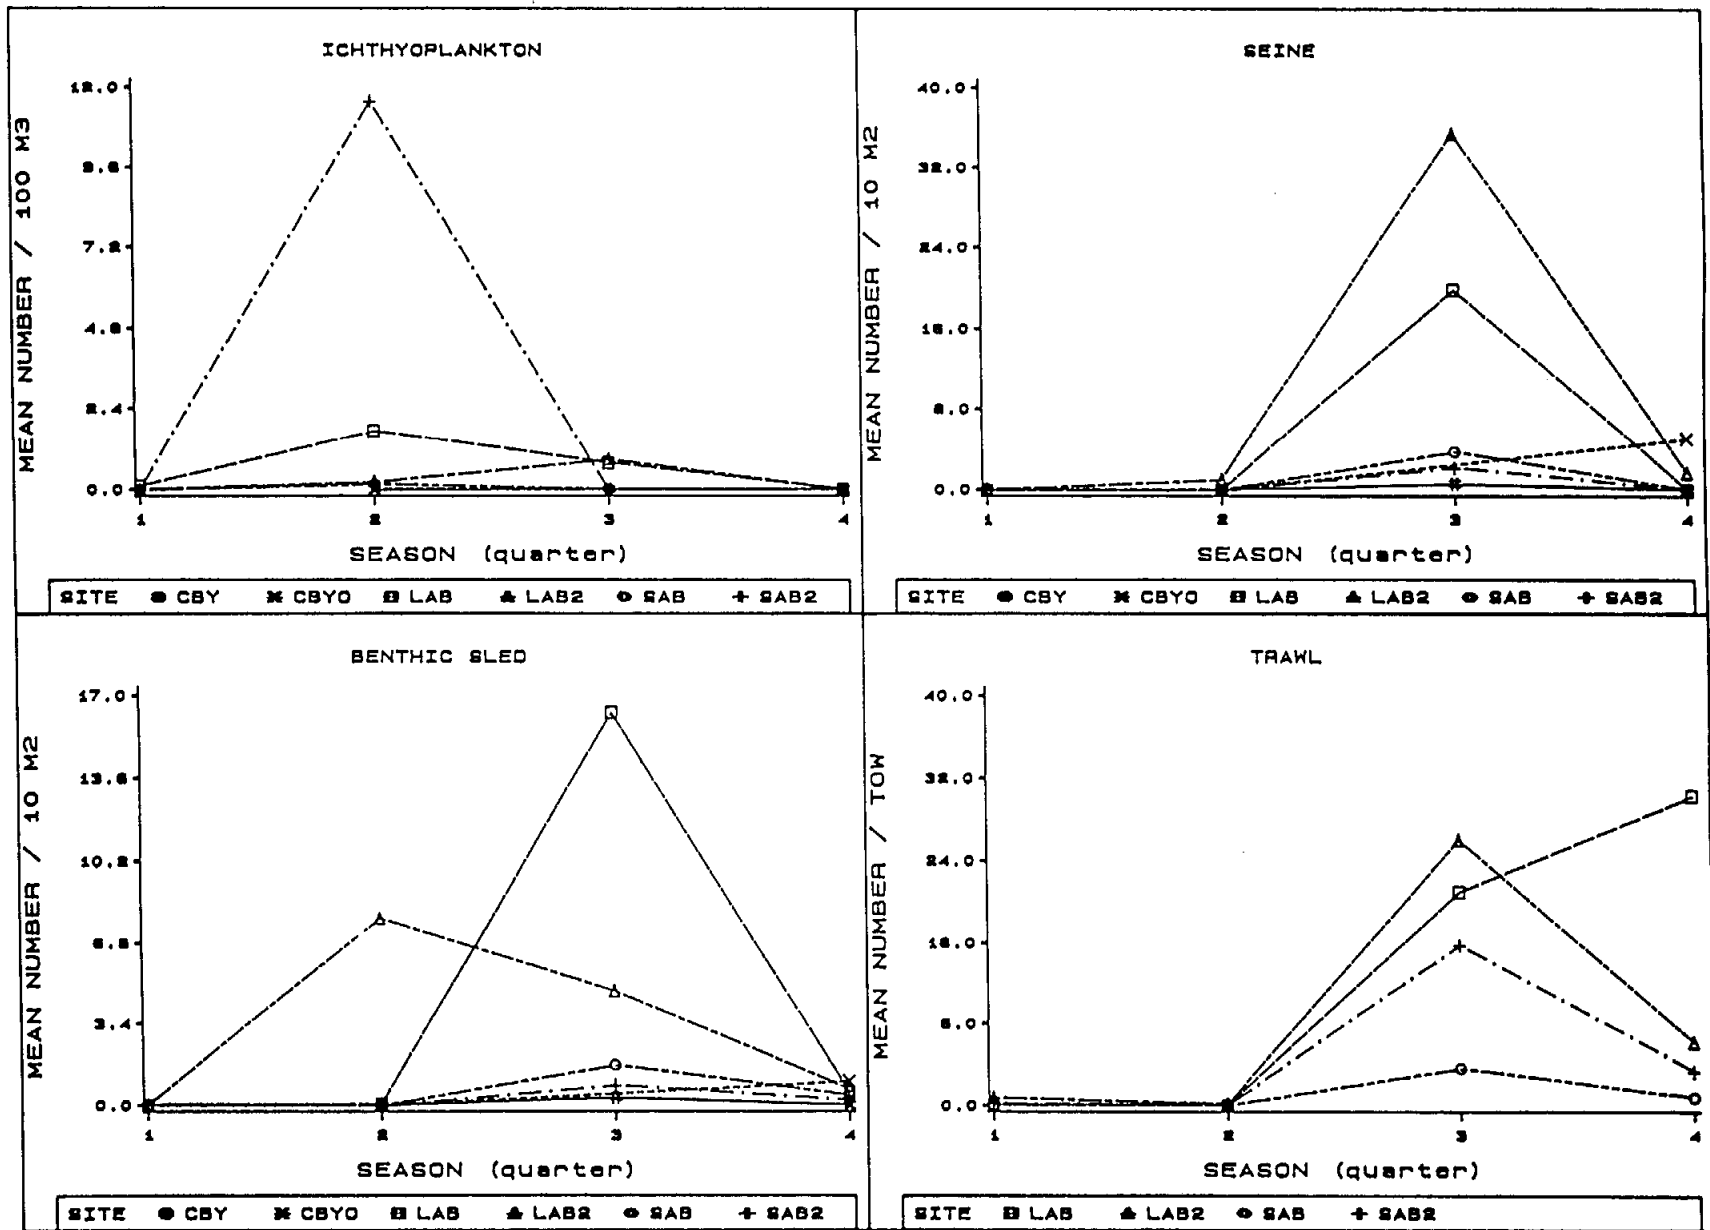 ICHTHYOPLANKTON
MEAN NUMBER / 100 M3
12.0
9.6
7.2
4.8
2.4
0.0
1 2 3 4
SEASON (quarter)
SITE CBY CBYO LAB LAB2 SAB SAB2
SEINE
MEAN NUMBER / 10 M2
40.0
32.0
24.0
16.0
8.0
0.0
1 2 3 4
SEASON (quarter)
SITE CBY CBYO LAB LAB2 SAB SAB2
BENTHIC SLED
MEAN NUMBER / 10 M2
17.0
13.6
10.2
6.8
3.4
0.0
1 2 3 4
SEASON (quarter)
SITE CBY CBYO LAB LAB2 SAB SAB2
TRAWL
MEAN NUMBER / TOW
40.0
32.0
24.0
16.0
8.0
0.0
1 2 3 4
SEASON (quarter)
SITE LAB LAB2 SAB SAB2